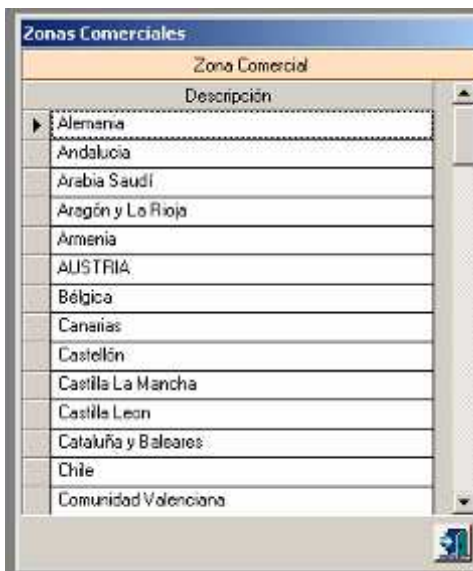 Zonas Comerciales
Zona Comercial
Descripción
Alemania
Andalucia
Arabia Saudí
Aragón y La Rioja
Armenia
AUSTRIA
Bélgica
Canarias
Castellón
Castilla La Mancha
Castilla Leon
Cataluña y Baleares
Chile
Comunidad Valenciana